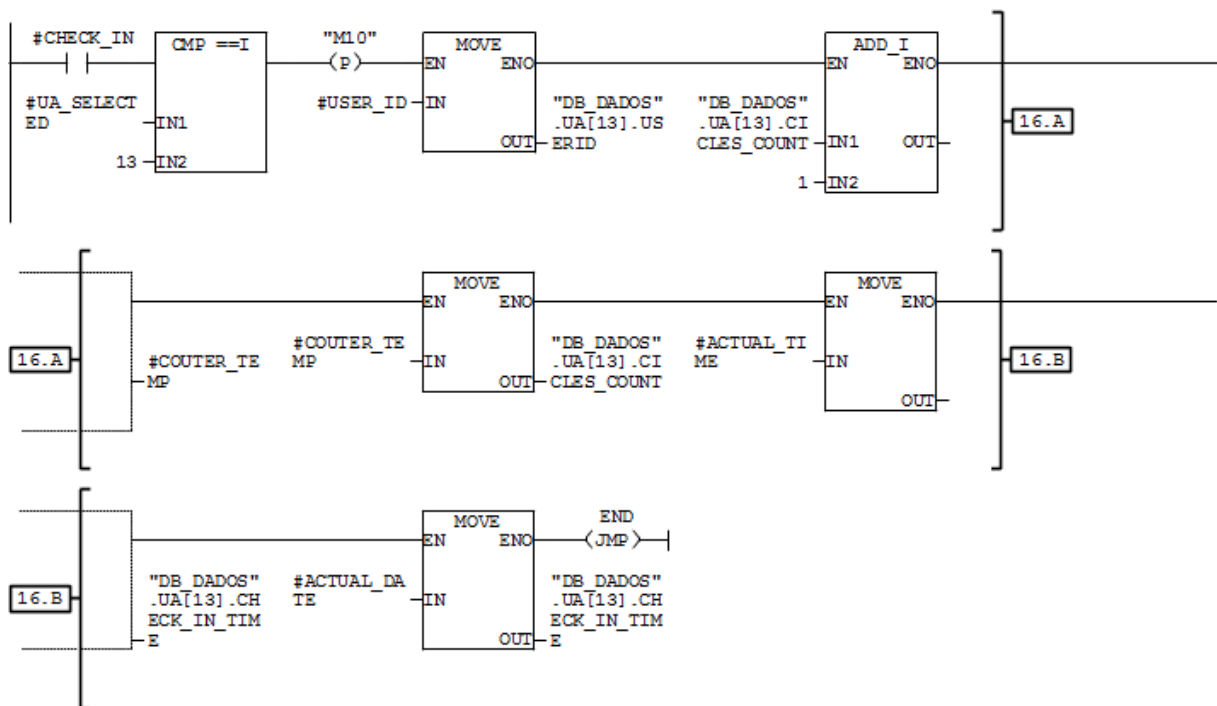 #CHECK_IN
CMP ==I
"M10"
MOVE
ADD_I
(P)
EN
ENO
EN
ENO
#UA_SELECT
ED
IN1
#USER_ID
IN
"DB_DADOS"
.UA[13].US
ERID
"DB_DADOS"
.UA[13].CI
CLES_COUNT
IN1
OUT
16.A
OUT
13
IN2
1
IN2
MOVE
MOVE
EN
ENO
EN
ENO
16.A
#COUTER_TE
MP
#COUTER_TE
MP
IN
"DB_DADOS"
.UA[13].CI
CLES_COUNT
OUT
#ACTUAL_TI
ME
IN
OUT
16.B
MOVE
END
EN
ENO
(JMP)
16.B
"DB_DADOS"
.UA[13].CH
ECK_IN_TIM
E
#ACTUAL_DA
TE
IN
OUT
"DB_DADOS"
.UA[13].CH
ECK_IN_TIM
E